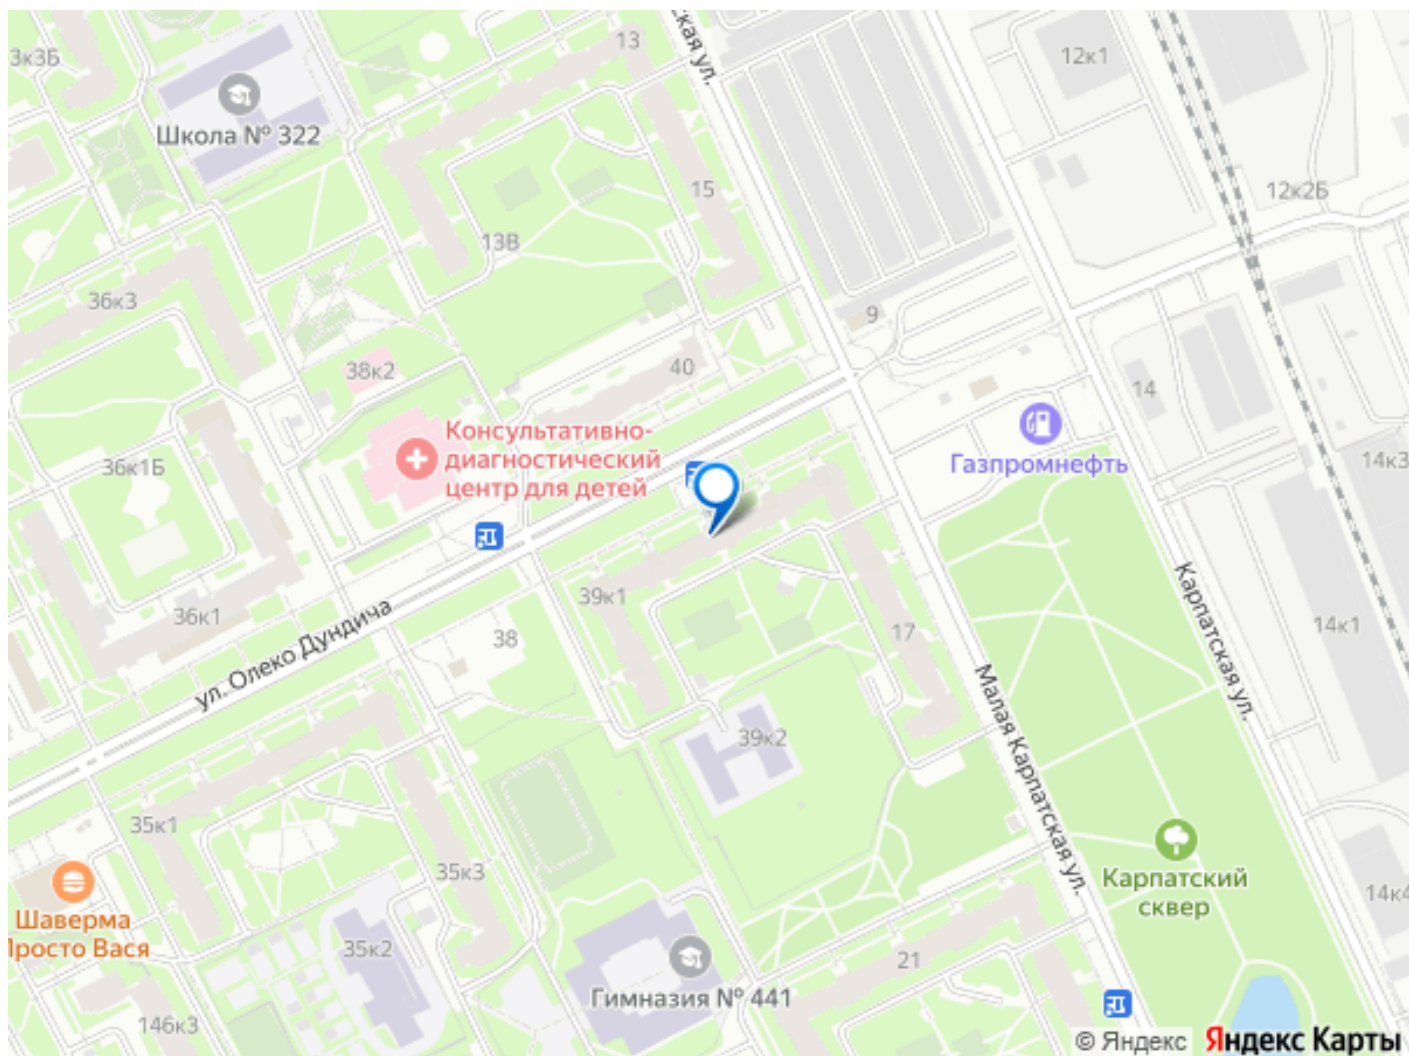 13
ская ул.
12к1
3к3Б
Школа № 322
15
12к2Б
13В
36к3
9
38к2
40
14
Консультативно-
диагностический
центр для детей
Газпромнефть
36к1Б
14к3
39к1
36к1
38
17
14к1
ул. Олеко Дундича
Карпатская ул.
Малая Карпатская ул.
39к2
35к1
35к3
Шаверма
Просто Вася
Карпатский
сквер
14к4
35к2
21
Гимназия № 441
146к3
© Яндекс
Яндекс Карты